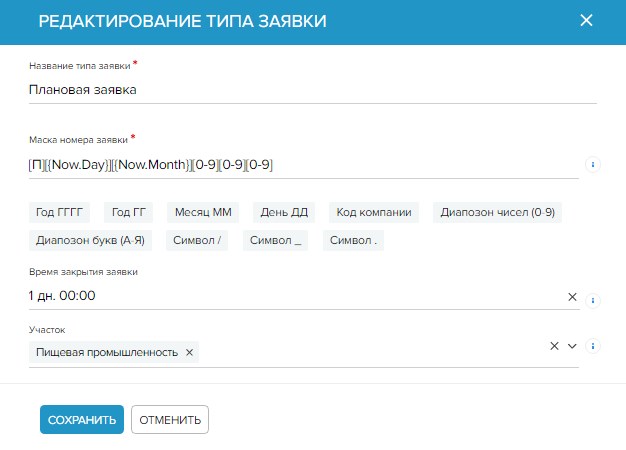 РЕДАКТИРОВАНИЕ ТИПА ЗАЯВКИ
Название типа заявки *
Плановая заявка
Маска номера заявки *
[П][{Now.Day}][{Now.Month}][0-9][0-9][0-9]
Год ГГГГ Год ГГ Месяц ММ День ДД Код компании Диапозон чисел (0-9)
Диапозон букв (А-Я) Символ / Символ _ Символ .
Время закрытия заявки
1 дн. 00:00
Участок
Пищевая промышленность
СОХРАНИТЬ ОТМЕНИТЬ